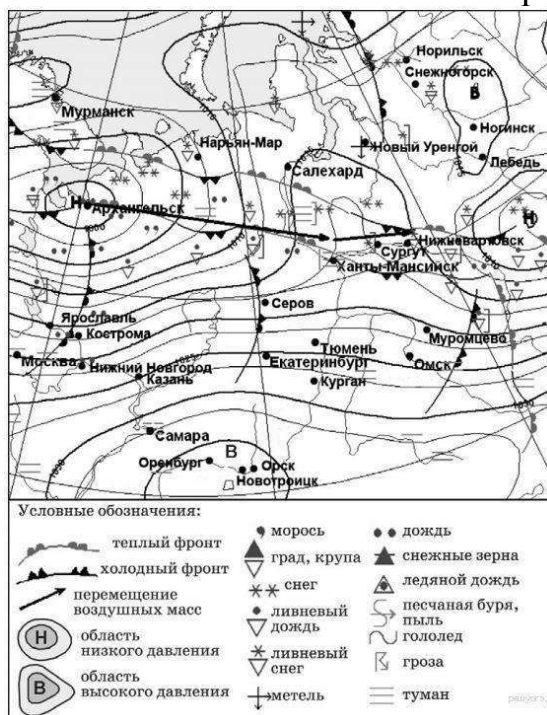 Норильск
Снежногорск
В
Мурманск
Ногинск
Нарьян-Мар
Новый Уренгой
Лебедь
Салехард
Н
Архангельск
Н
Нижневартовск
Сургут
Ханты-Мансийск
Серов
Ярославль
Кострома
Муромцево
Москва
Тюмень
Екатеринбург
Омск
Нижний Новгород
Казань
Курган
Самара
В
Оренбург
Орск
Новотроицк
Условные обозначения:
теплый фронт
холодный фронт
перемещение
воздушных масс
Н
область
низкого давления
В
область
высокого давления
морось
град, крупа
снег
ливневый
дождь
ливневый
снег
метель
дождь
снежные зерна
ледяной дождь
песчаная буря,
пыль
гололед
гроза
туман